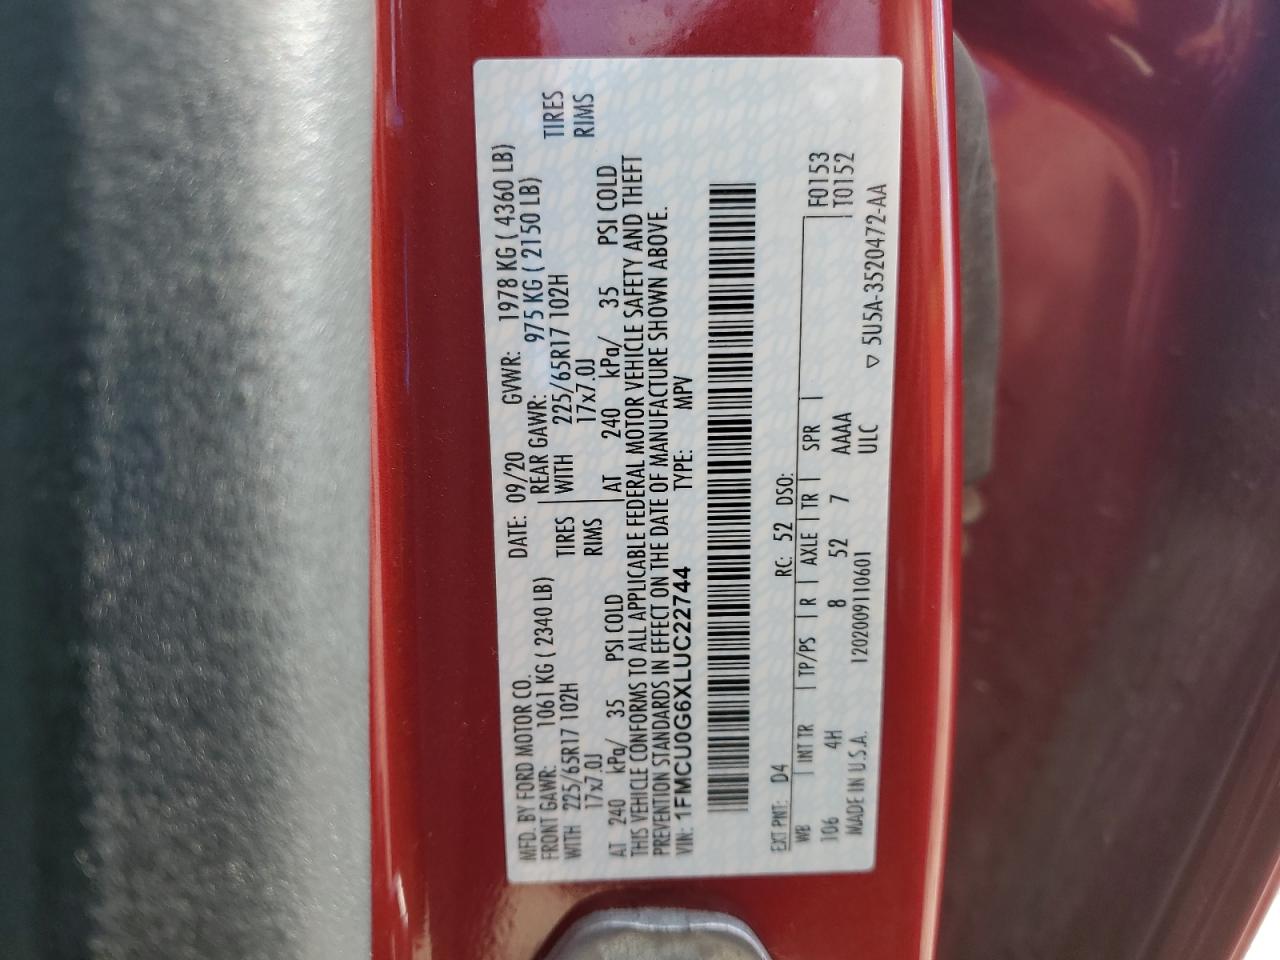 MFD. BY FORD MOTOR CO. DATE: 09/20 GVWR: 1978 KG ( 4360 LB)
FRONT GAWR: 1061 KG ( 2340 LB) REAR GAWR: 975 KG ( 2150 LB)
WITH 225/65R17 102H TIRES WITH 225/65R17 102H TIRES
17x7.0J RIMS 17x7.0J RIMS
AT 240 kPa/ 35 PSI COLD AT 240 kPa/ 35 PSI COLD
THIS VEHICLE CONFORMS TO ALL APPLICABLE FEDERAL MOTOR VEHICLE SAFETY AND THEFT
PREVENTION STANDARDS IN EFFECT ON THE DATE OF MANUFACTURE SHOWN ABOVE.
VIN: 1FMCU0G6XLUC22744 TYPE: MPV
EXT PNT: D4 RC: 52 DSO:
WB INT TR TP/PS R AXLE TR SPR F0153
106 4H 8 52 7 AAAA T0152
MADE IN U.S.A. 1202009110601 ULC ▽ 5U5A-3520472-AA